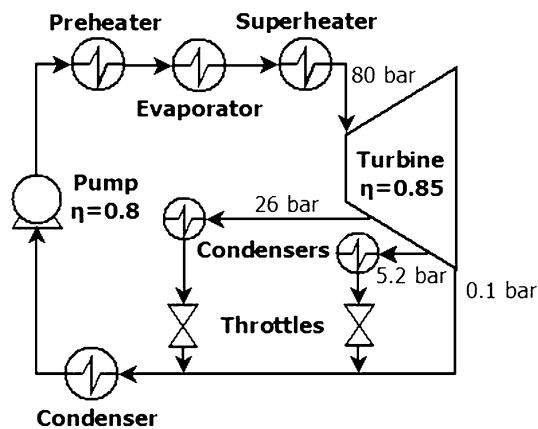 Preheater
Superheater
Evaporator
80 bar
Turbine
η=0.85
Pump
η=0.8
26 bar
Condensers
5.2 bar
0.1 bar
Throttles
Condenser